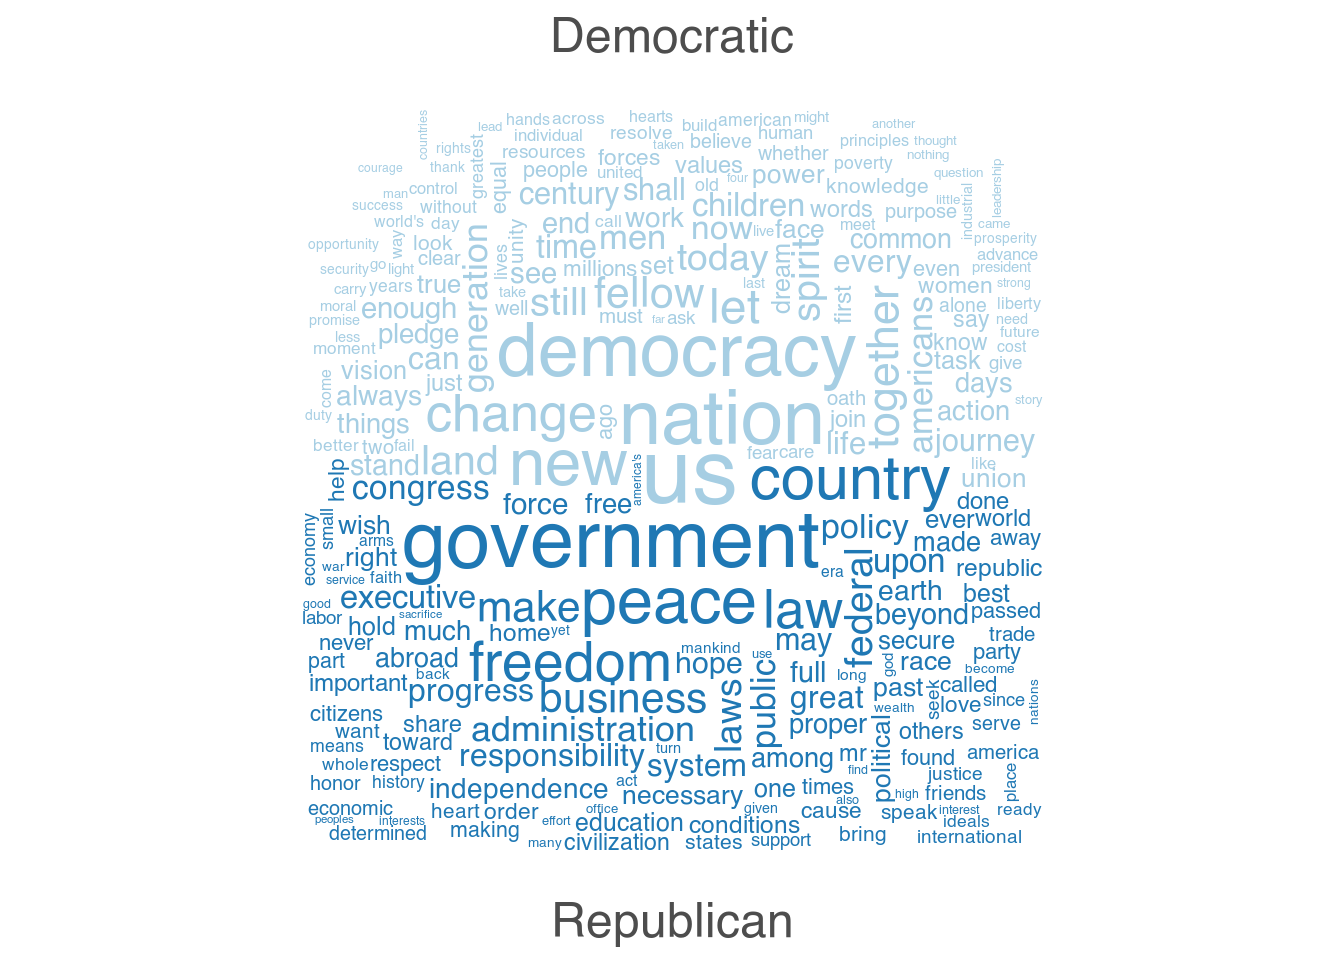 Democratic
countries lead hands across hearts build american might another
individual resolve taken believe human principles thought
courage rights resources forces whether nothing
thank greatest equal people united values four power poverty question leadership
man control century shall old children knowledge little industrial
success without end call work words purpose
world's day unity now live face meet came
opportunity way look time men today spirit common prosperity
clear generation lives see millions set dream every even advance
security go light take last president
carry years true well still fellow let first women strong
moral enough must far ask together americans alone liberty
promise pledge say need
less democracy know future
moment can task give cost
vision just days
come always change nation oath story
duty things ago join action
better two fail life journey
stand land new us fear care like
help congress america's country union
force free done
economy small wish government policy ever world
arms right made away
war service faith era federal upon republic
good executive make peace law earth best
labor sacrifice beyond passed
hold much home yet may secure trade
never mankind party
part abroad freedom hope use public full long god race become
important back progress laws great past called
business wealth seek love since nations
citizens share administration proper political others serve
want
means toward responsibility turn system among mr found america
whole respect find justice place
honor history independence act necessary one times high friends
economic heart order office given also cause speak interest ready
peoples interests effort education conditions ideals
determined making many civilization states support bring international
Republican